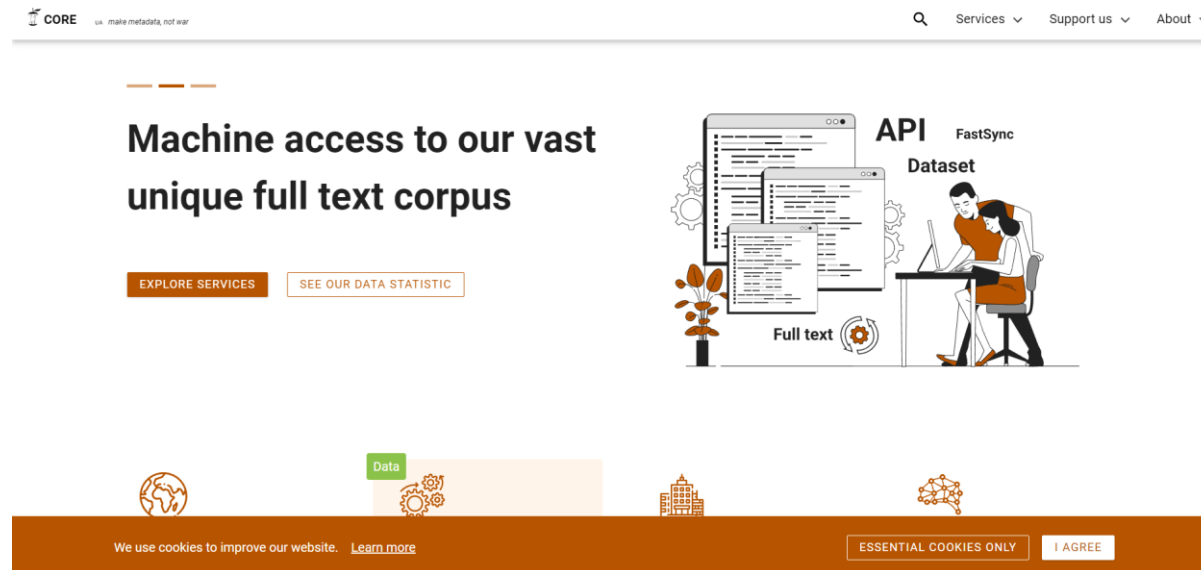 CORE UA make metadata, not war
Services Support us About
Machine access to our vast
unique full text corpus
EXPLORE SERVICES SEE OUR DATA STATISTIC
API FastSync
Dataset
Full text
Data
We use cookies to improve our website. Learn more
ESSENTIAL COOKIES ONLY I AGREE